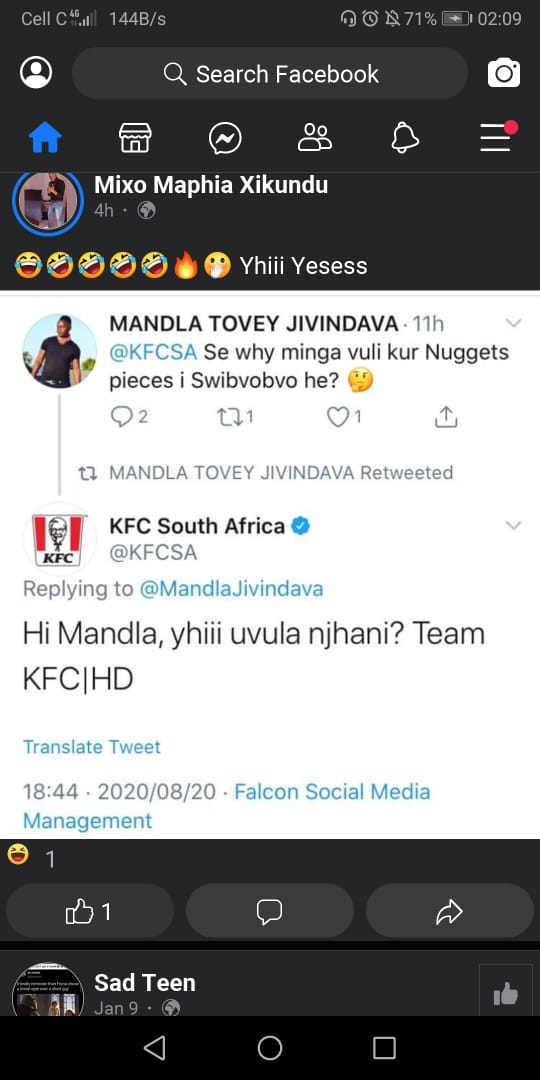 Cell C 4G 144B/s 71% 02:09
Search Facebook
Mixo Maphia Xikundu
4h ·
😂🤣🤣🤣🤣🔥🤭 Yhiii Yesess
MANDLA TOVEY JIVINDAVA · 11h
@KFCSA Se why minga vuli kur Nuggets
pieces i Swibvobvo he? 🤔
2 1 1
MANDLA TOVEY JIVINDAVA Retweeted
KFC
KFC South Africa
@KFCSA
Replying to @MandlaJivindava
Hi Mandla, yhiii uvula njhani? Team
KFC|HD
Translate Tweet
18:44 · 2020/08/20 · Falcon Social Media
Management
😆 1
1
Sad Teen
Jan 9 ·